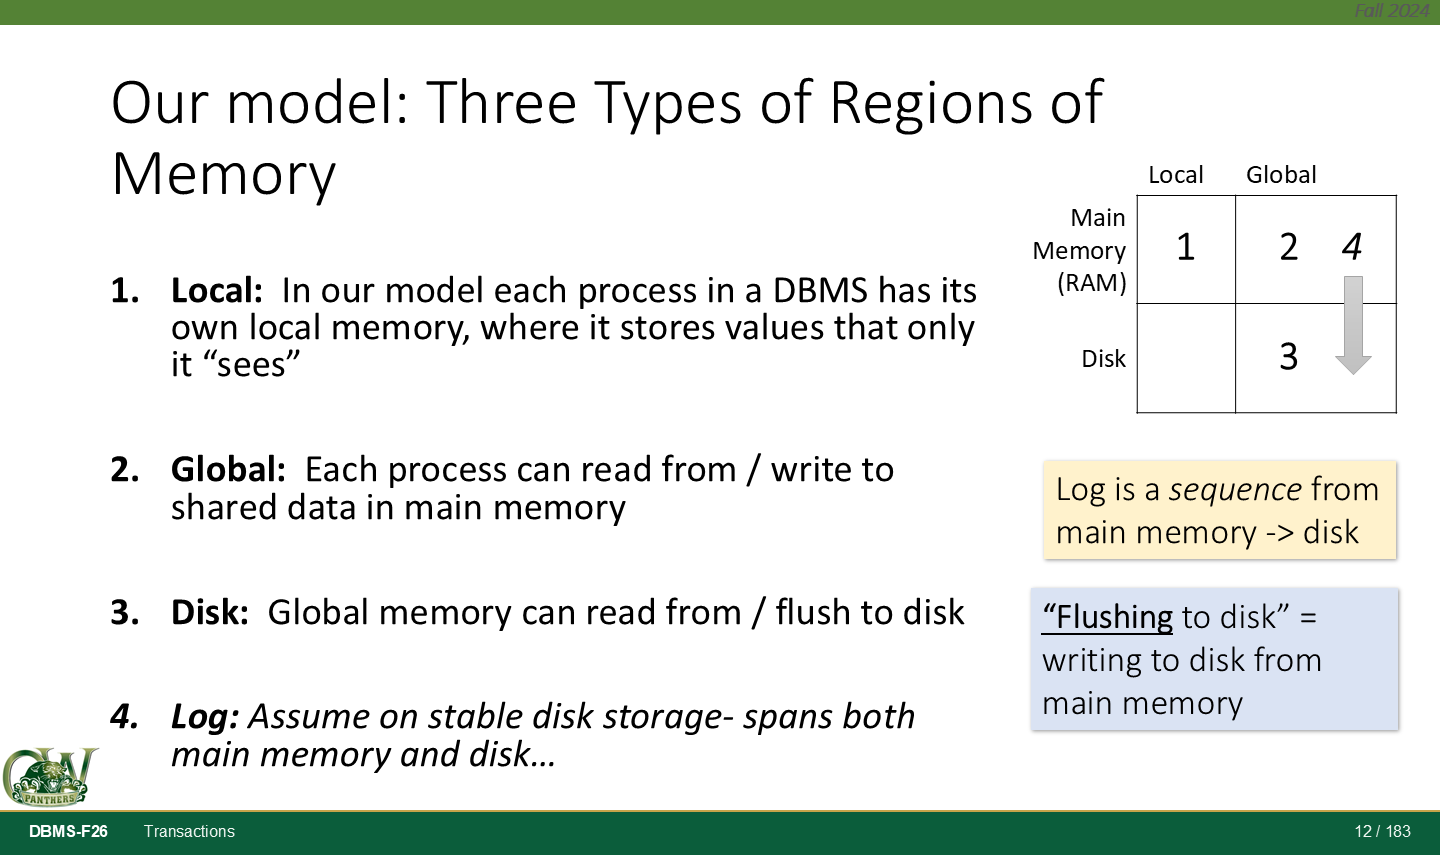 Fall 2024
Our model: Three Types of Regions of
Memory
1. Local: In our model each process in a DBMS has its
own local memory, where it stores values that only
it “sees”
2. Global: Each process can read from / write to
shared data in main memory
3. Disk: Global memory can read from / flush to disk
4. Log: Assume on stable disk storage- spans both
main memory and disk…
Local Global
Main
Memory
(RAM)
1 2 4
Disk
3
Log is a sequence from
main memory -> disk
“Flushing to disk” =
writing to disk from
main memory
OW
PANTHERS
DBMS-F26 Transactions 12 / 183